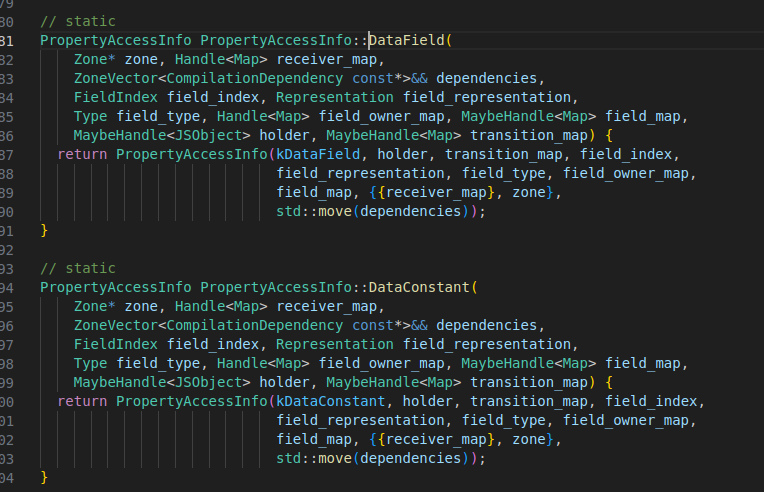 79
80 // static
81 PropertyAccessInfo PropertyAccessInfo::DataField(
82     Zone* zone, Handle<Map> receiver_map,
83     ZoneVector<CompilationDependency const*>&& dependencies,
84     FieldIndex field_index, Representation field_representation,
85     Type field_type, Handle<Map> field_owner_map, MaybeHandle<Map> field_map,
86     MaybeHandle<JSObject> holder, MaybeHandle<Map> transition_map) {
87   return PropertyAccessInfo(kDataField, holder, transition_map, field_index,
88                             field_representation, field_type, field_owner_map,
89                             field_map, {{receiver_map}, zone},
90                             std::move(dependencies));
91 }
92
93 // static
94 PropertyAccessInfo PropertyAccessInfo::DataConstant(
95     Zone* zone, Handle<Map> receiver_map,
96     ZoneVector<CompilationDependency const*>&& dependencies,
97     FieldIndex field_index, Representation field_representation,
98     Type field_type, Handle<Map> field_owner_map, MaybeHandle<Map> field_map,
99     MaybeHandle<JSObject> holder, MaybeHandle<Map> transition_map) {
00   return PropertyAccessInfo(kDataConstant, holder, transition_map, field_index,
01                             field_representation, field_type, field_owner_map,
02                             field_map, {{receiver_map}, zone},
03                             std::move(dependencies));
04 }